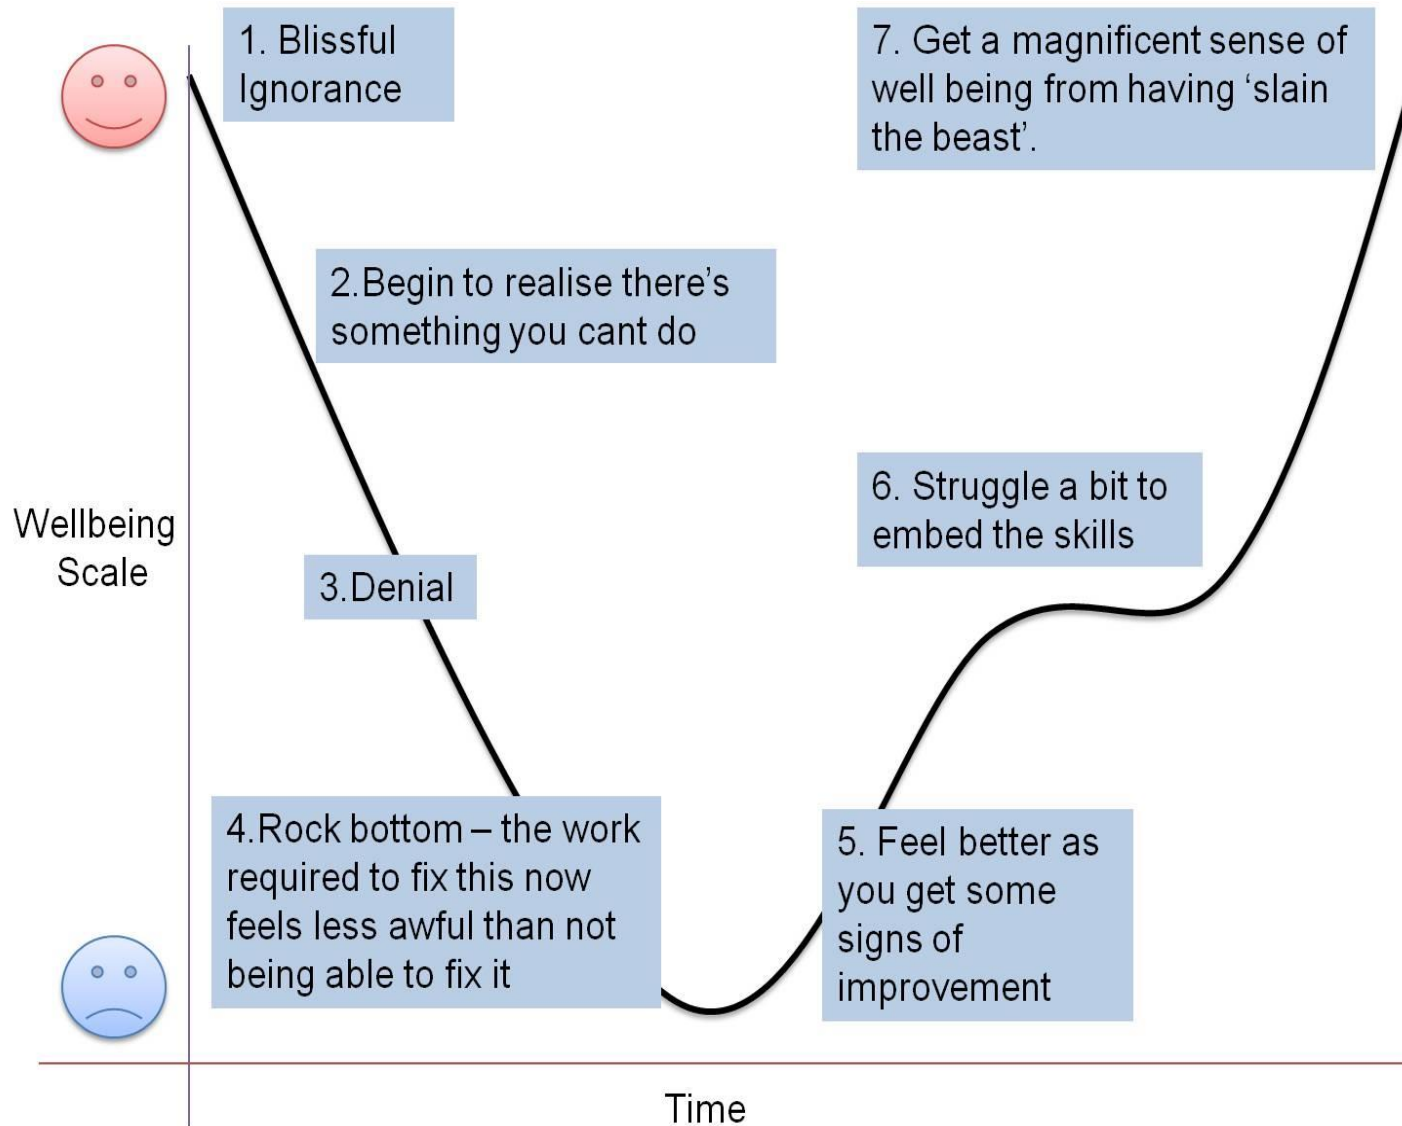 1. Blissful
Ignorance
7. Get a magnificent sense of
well being from having ‘slain
the beast’.
2.Begin to realise there’s
something you cant do
Wellbeing
Scale
6. Struggle a bit to
embed the skills
3.Denial
4.Rock bottom – the work
required to fix this now
feels less awful than not
being able to fix it
5. Feel better as
you get some
signs of
improvement
Time